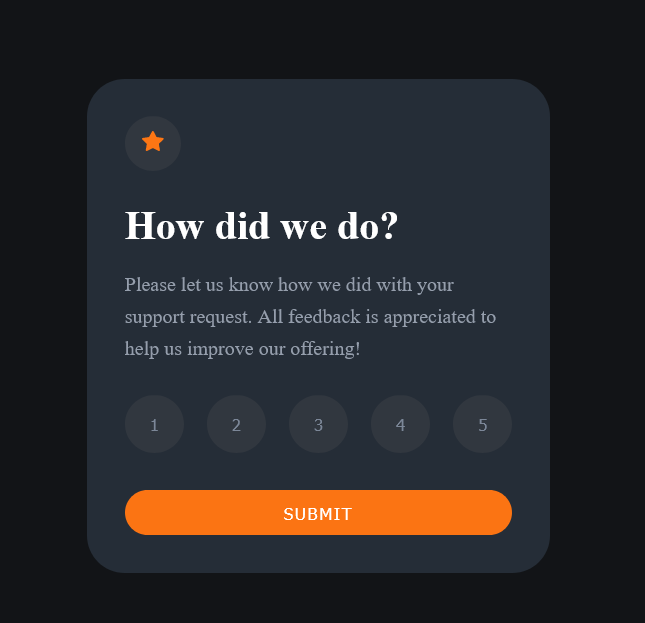 How did we do?
Please let us know how we did with your
support request. All feedback is appreciated to
help us improve our offering!
1 2 3 4 5
SUBMIT